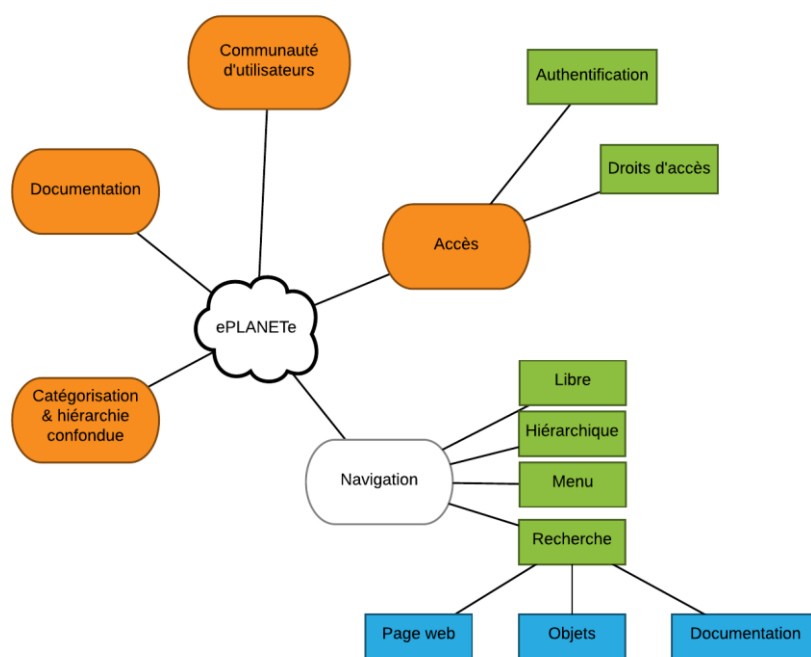 Communauté
d'utilisateurs
Authentification
Documentation
Droits d'accès
Accès
ePLANETe
Catégorisation
& hiérarchie
confondue
Navigation
Libre
Hiérarchique
Menu
Recherche
Page web
Objets
Documentation